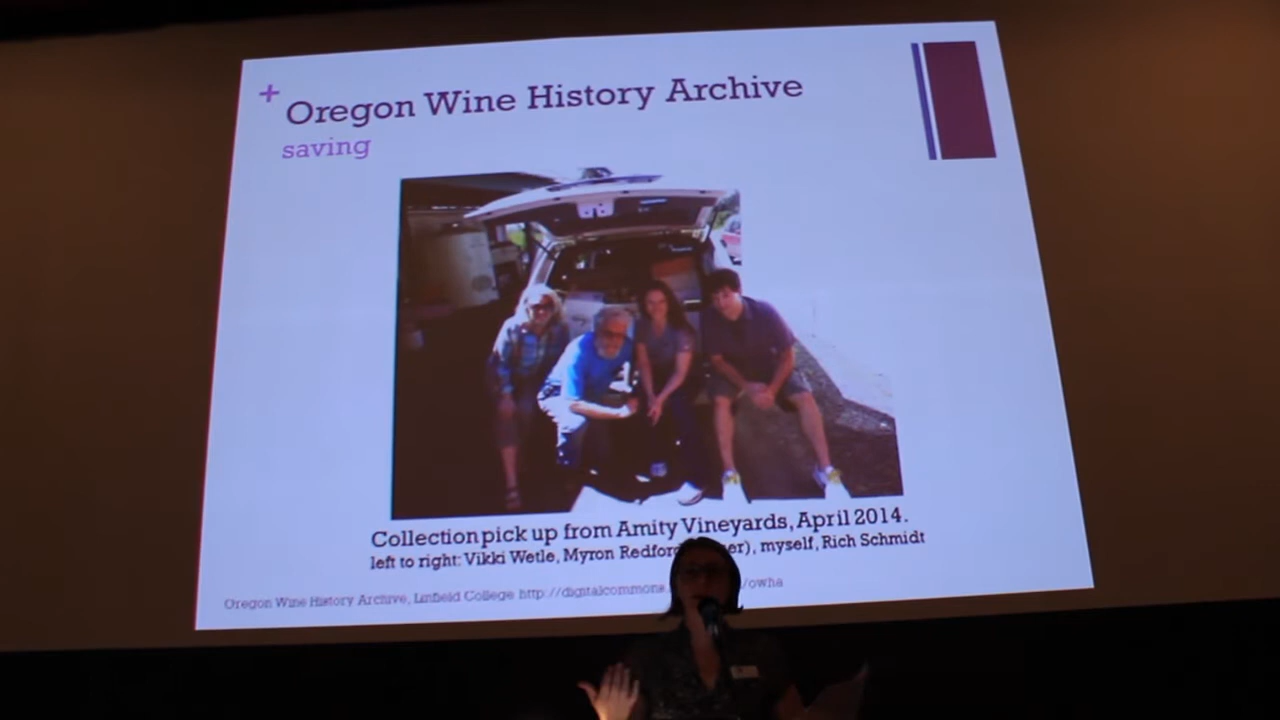 + Oregon Wine History Archive
saving
Collection pick up from Amity Vineyards, April 2014.
left to right: Vikki Wetle, Myron Redford er), myself, Rich Schmidt
Oregon Wine History Archive, Linfield College http://digitalcommons. /owha